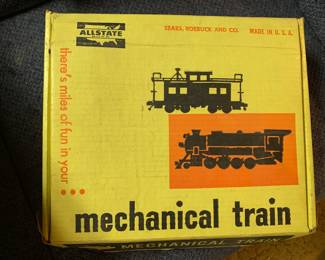 ALLSTATE
SEARS, ROEBUCK AND CO.
MADE IN U. S. A.
there's miles of fun in your...
mechanical train
MECHANICAL TRAIN